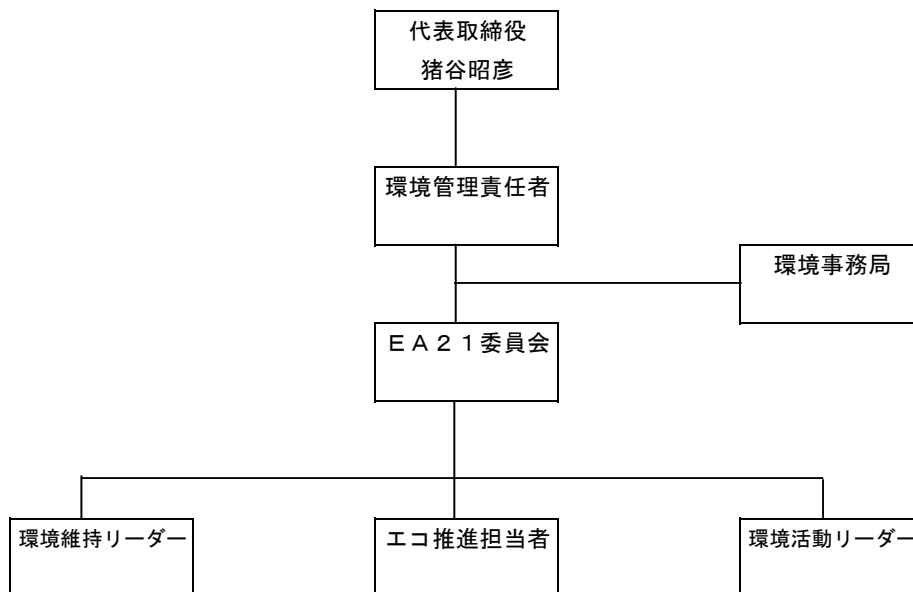 代表取締役
猪谷昭彦
環境管理責任者
環境事務局
ＥＡ２１委員会
環境維持リーダー
エコ推進担当者
環境活動リーダー